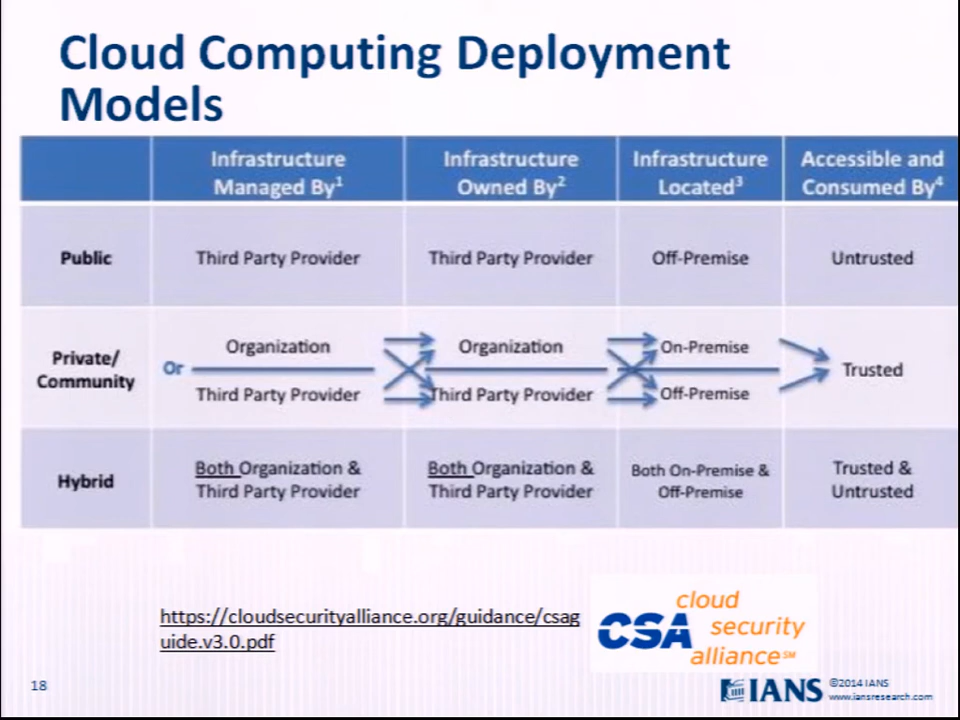 Cloud Computing Deployment
Models
Infrastructure
Managed By1
Infrastructure
Owned By2
Infrastructure
Located3
Accessible and
Consumed By4
Public
Third Party Provider
Third Party Provider
Off-Premise
Untrusted
Private/
Community
Or
Organization
Third Party Provider
Organization
Third Party Provider
On-Premise
Off-Premise
Trusted
Hybrid
Both Organization &
Third Party Provider
Both Organization &
Third Party Provider
Both On-Premise &
Off-Premise
Trusted &
Untrusted
https://cloudsecurityalliance.org/guidance/csag
uide.v3.0.pdf
CSA cloud
security
alliance SM
18
IANS
©2014 IANS
www.iansresearch.com